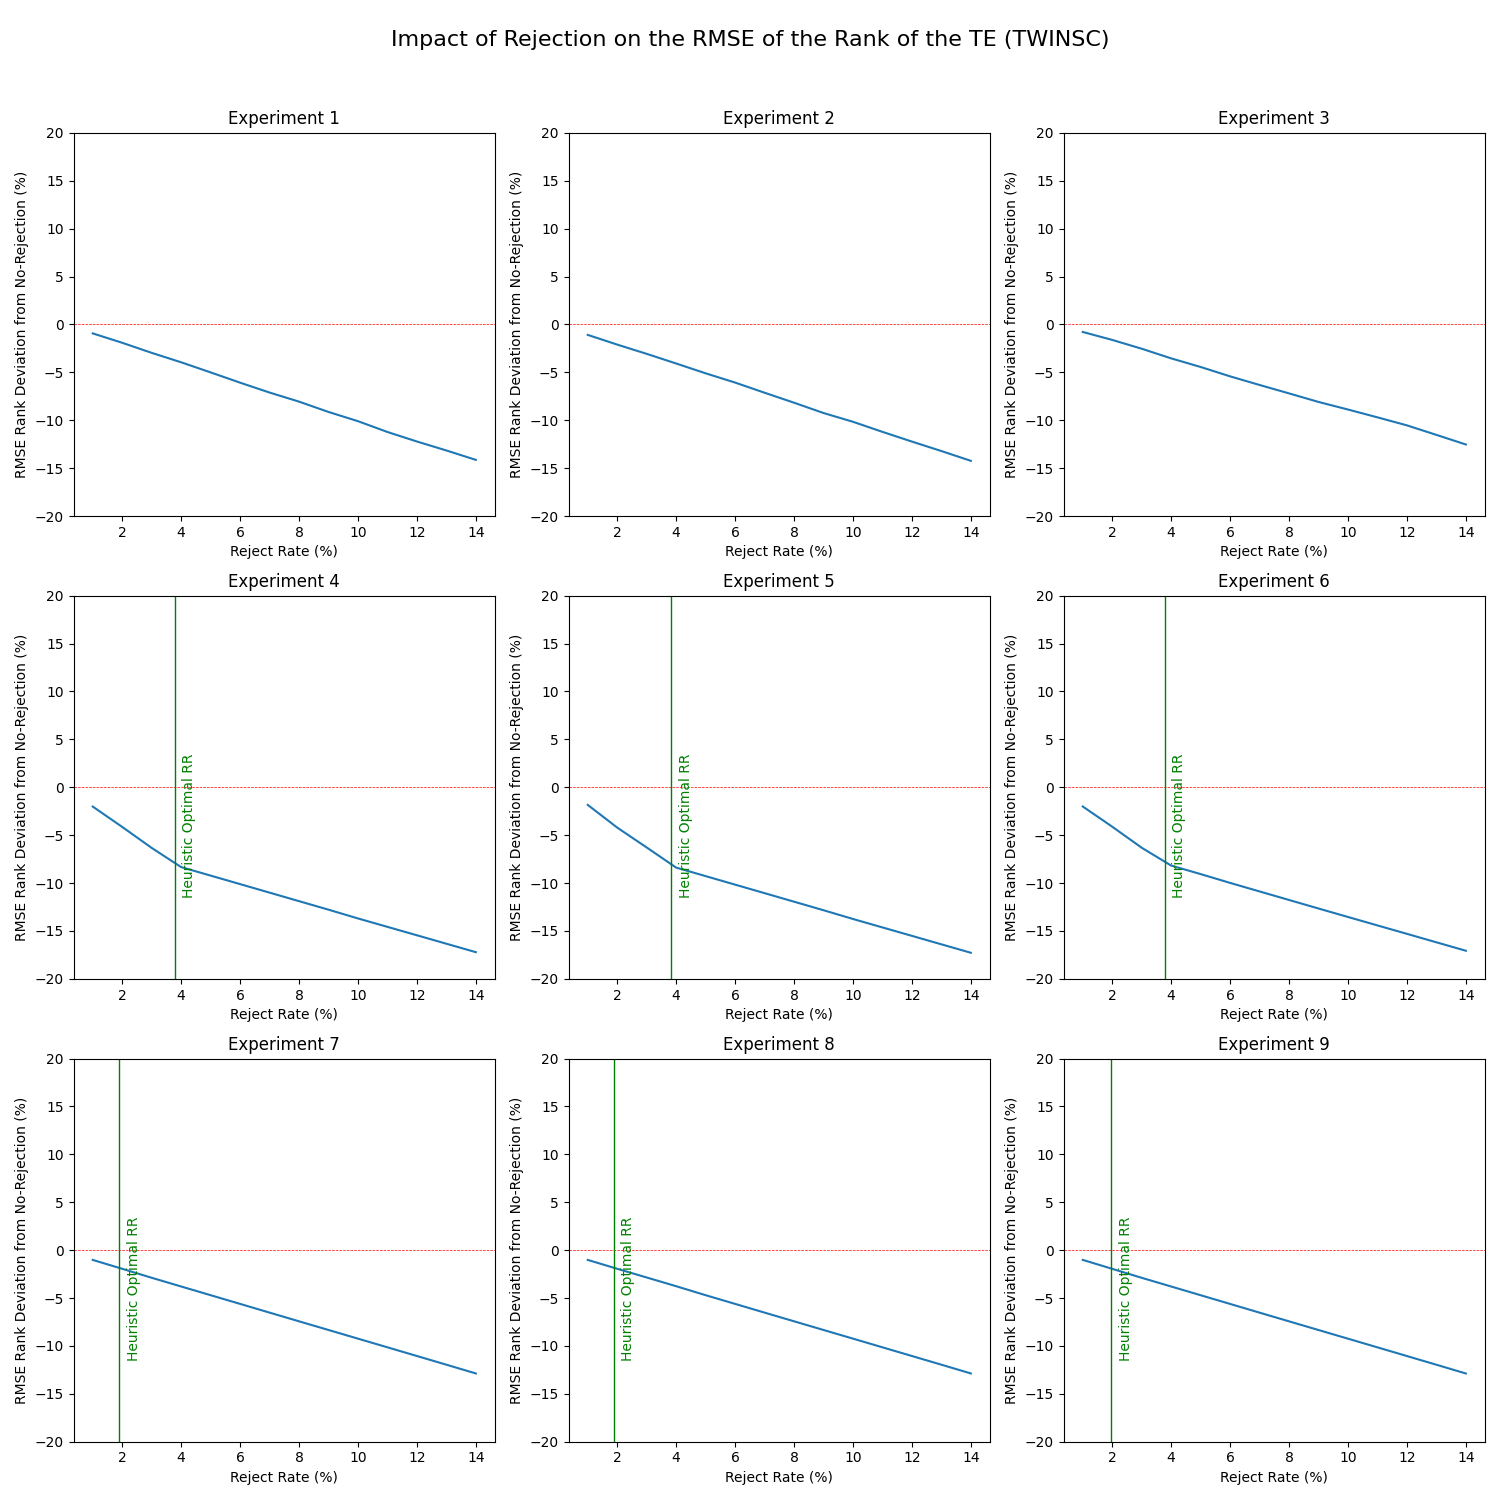 Impact of Rejection on the RMSE of the Rank of the TE (TWINSC)
Experiment 1
RMSE Rank Deviation from No-Rejection (%)
20
15
10
5
0
−5
−10
−15
−20
2 4 6 8 10 12 14
Reject Rate (%)
Experiment 2
RMSE Rank Deviation from No-Rejection (%)
20
15
10
5
0
−5
−10
−15
−20
2 4 6 8 10 12 14
Reject Rate (%)
Experiment 3
RMSE Rank Deviation from No-Rejection (%)
20
15
10
5
0
−5
−10
−15
−20
2 4 6 8 10 12 14
Reject Rate (%)
Experiment 4
RMSE Rank Deviation from No-Rejection (%)
20
15
10
5
0
−5
−10
−15
−20
Heuristic Optimal RR
2 4 6 8 10 12 14
Reject Rate (%)
Experiment 5
RMSE Rank Deviation from No-Rejection (%)
20
15
10
5
0
−5
−10
−15
−20
Heuristic Optimal RR
2 4 6 8 10 12 14
Reject Rate (%)
Experiment 6
RMSE Rank Deviation from No-Rejection (%)
20
15
10
5
0
−5
−10
−15
−20
Heuristic Optimal RR
2 4 6 8 10 12 14
Reject Rate (%)
Experiment 7
RMSE Rank Deviation from No-Rejection (%)
20
15
10
5
0
−5
−10
−15
−20
Heuristic Optimal RR
2 4 6 8 10 12 14
Reject Rate (%)
Experiment 8
RMSE Rank Deviation from No-Rejection (%)
20
15
10
5
0
−5
−10
−15
−20
Heuristic Optimal RR
2 4 6 8 10 12 14
Reject Rate (%)
Experiment 9
RMSE Rank Deviation from No-Rejection (%)
20
15
10
5
0
−5
−10
−15
−20
Heuristic Optimal RR
2 4 6 8 10 12 14
Reject Rate (%)